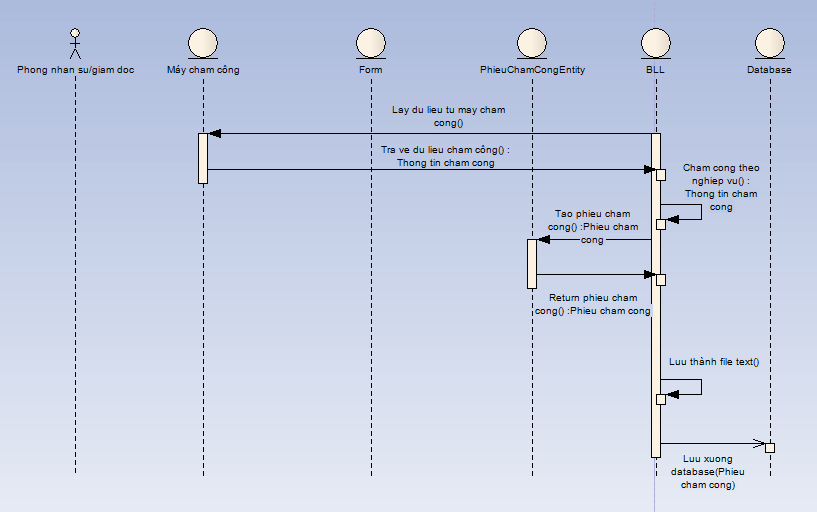 Phong nhan su/giam doc
Máy cham công
Form
PhieuChamCongEntity
BLL
Database
Lay du lieu tu may cham
cong()
Tra ve du lieu cham công() :
Thong tin cham cong
Cham cong theo
nghiep vu() :
Thong tin cham
cong
Tao phieu cham
cong() :Phieu cham
cong
Return phieu cham
cong() :Phieu cham cong
Luu thành file text()
Luu xuong
database(Phieu
cham cong)